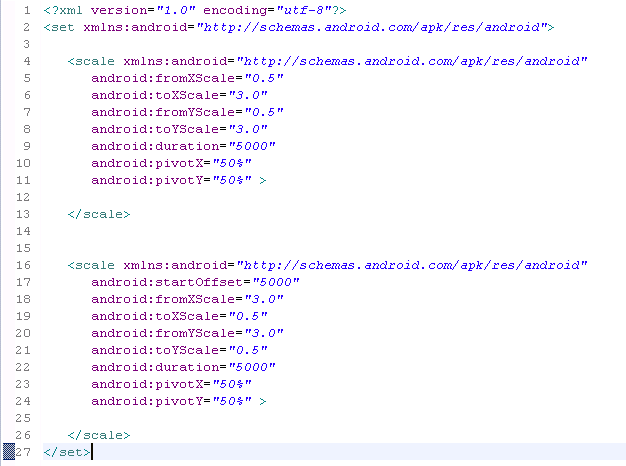 1 <?xml version="1.0" encoding="utf-8"?>
2 <set xmlns:android="http://schemas.android.com/apk/res/android">
3
4 <scale xmlns:android="http://schemas.android.com/apk/res/android"
5 android:fromXScale="0.5"
6 android:toXScale="3.0"
7 android:fromYScale="0.5"
8 android:toYScale="3.0"
9 android:duration="5000"
10 android:pivotX="50%"
11 android:pivotY="50%" >
12
13 </scale>
14
15
16 <scale xmlns:android="http://schemas.android.com/apk/res/android"
17 android:startOffset="5000"
18 android:fromXScale="3.0"
19 android:toXScale="0.5"
20 android:fromYScale="3.0"
21 android:toYScale="0.5"
22 android:duration="5000"
23 android:pivotX="50%"
24 android:pivotY="50%" >
25
26 </scale>
27 </set>